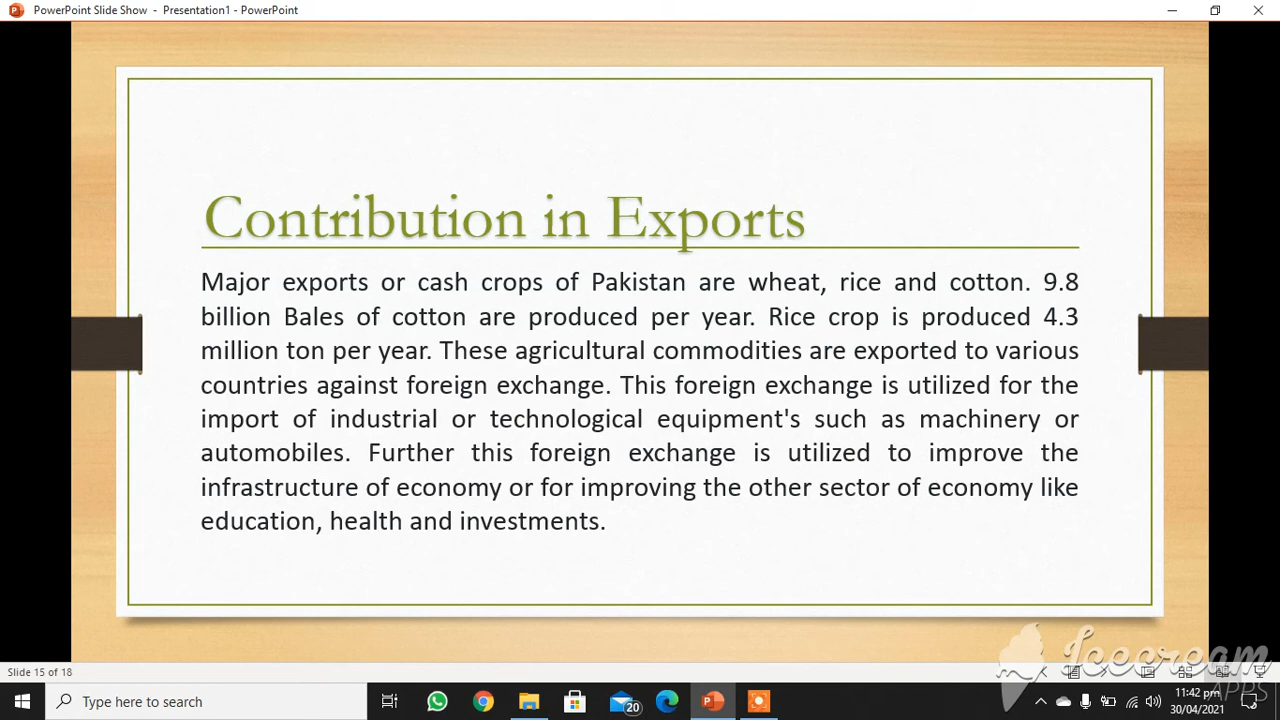 PowerPoint Slide Show - Presentation1 - PowerPoint
Contribution in Exports
Major exports or cash crops of Pakistan are wheat, rice and cotton. 9.8
billion Bales of cotton are produced per year. Rice crop is produced 4.3
million ton per year. These agricultural commodities are exported to various
countries against foreign exchange. This foreign exchange is utilized for the
import of industrial or technological equipment's such as machinery or
automobiles. Further this foreign exchange is utilized to improve the
infrastructure of economy or for improving the other sector of economy like
education, health and investments.
Slide 15 of 18
Icecream
APPS
Type here to search
20
11:42 pm
30/04/2021